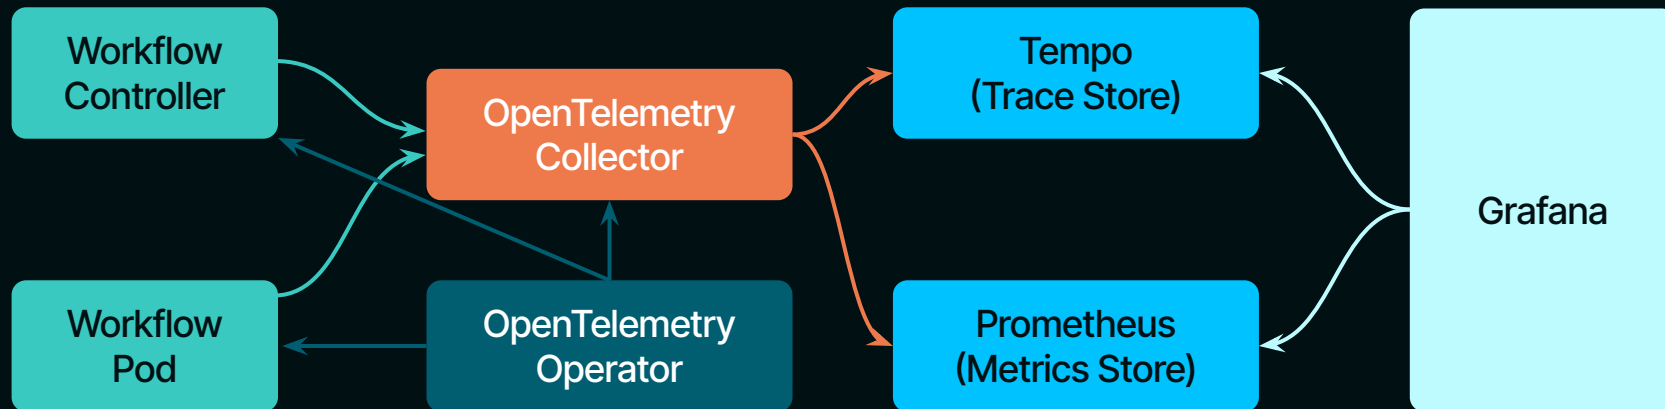 Workflow
Controller
OpenTelemetry
Collector
Tempo
(Trace Store)
Grafana
Workflow
Pod
OpenTelemetry
Operator
Prometheus
(Metrics Store)